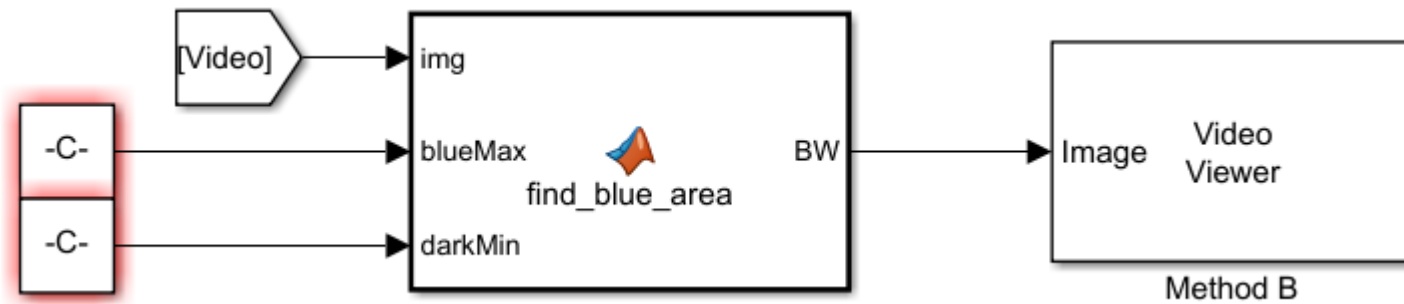 [Video]
img
-C-
blueMax
BW
find_blue_area
-C-
darkMin
Image
Video
Viewer
Method B